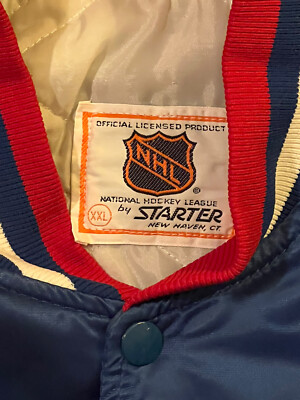 OFFICIAL LICENSED PRODUCT
NHL
®
NATIONAL HOCKEY LEAGUE
XXL
by STARTER
NEW HAVEN, CT.